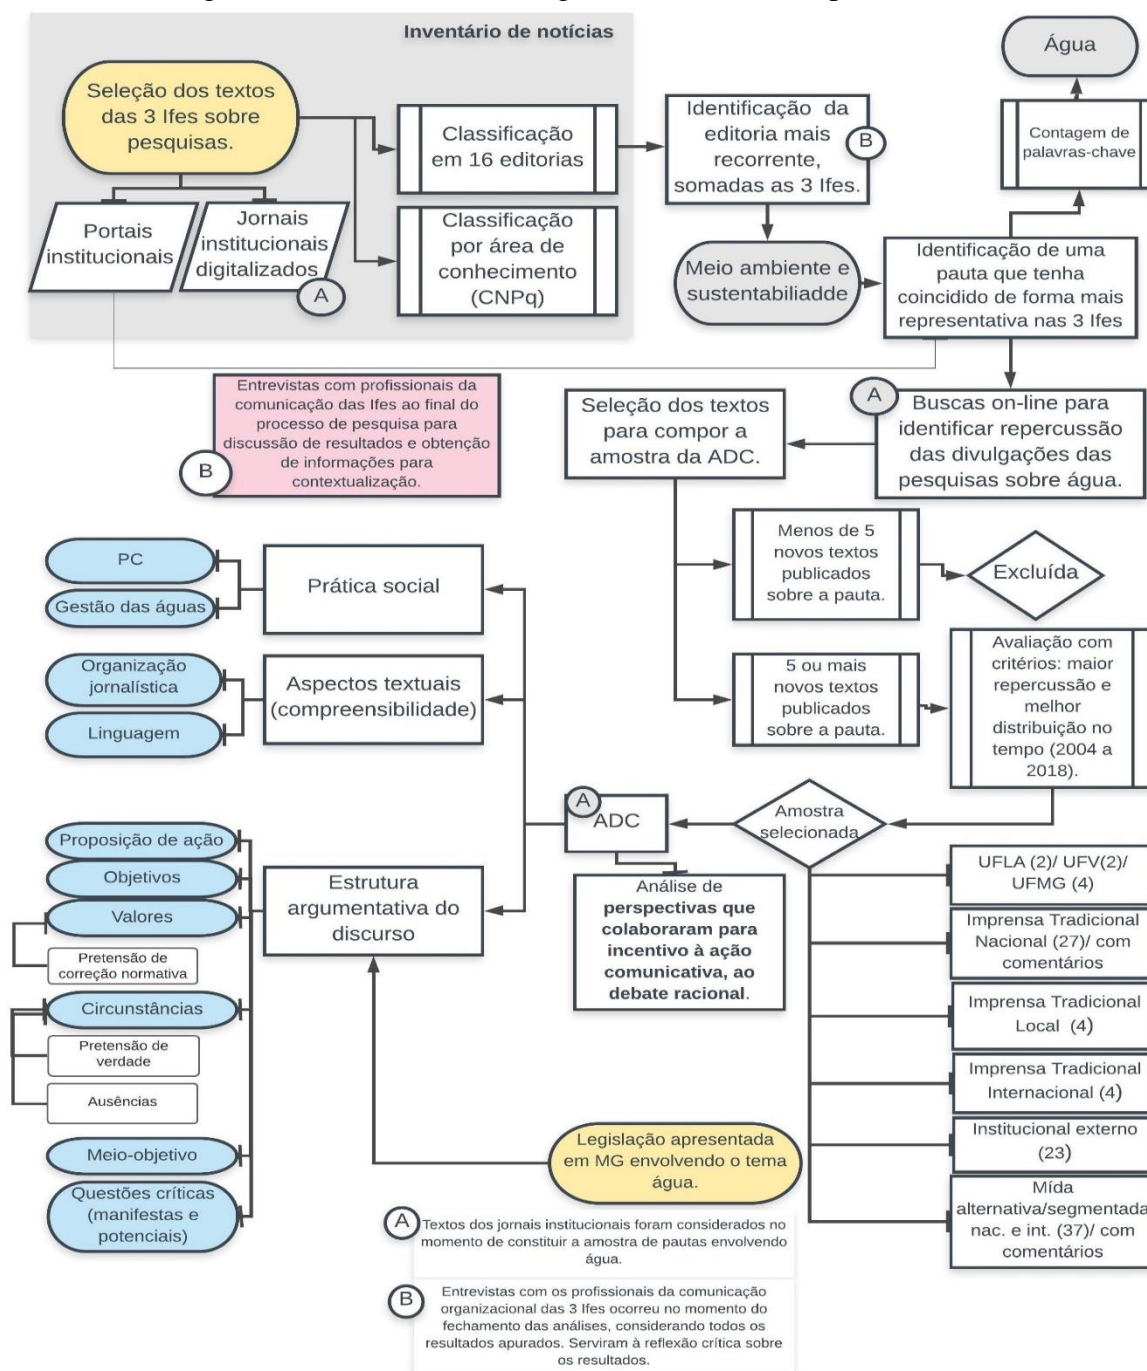 Inventário de notícias
Seleção dos textos
das 3 Ifes sobre
pesquisas.
Portais
institucionais
Jornais
institucionais
digitalizados
A
Classificação
em 16 editorias
Classificação
por área de
conhecimento
(CNPq)
Identificação da
editoria mais
recorrente,
somadas as 3 Ifes.
B
Meio ambiente e
sustentabiliadde
Água
Contagem de
palavras-chave
Identificação de uma
pauta que tenha
coincidido de forma mais
representativa nas 3 Ifes
Entrevistas com profissionais da
comunicação das Ifes ao final do
processo de pesquisa para
discussão de resultados e obtenção
de informações para
contextualização.
B
Seleção dos textos
para compor a
amostra da ADC.
A
Buscas on-line para
identificar repercussão
das divulgações das
pesquisas sobre água.
Menos de 5
novos textos
publicados
sobre a pauta.
Excluída
5 ou mais
novos textos
publicados
sobre a pauta.
Avaliação com
critérios: maior
repercussão e
melhor
distribuição no
tempo (2004 a
2018).
PC
Gestão das águas
Prática social
Organização
jornalística
Linguagem
Aspectos textuais
(compreensibilidade)
A
ADC
Amostra
selecionada
Proposição de ação
Objetivos
Valores
Pretensão de
correção normativa
Circunstâncias
Pretensão de
verdade
Ausências
Meio-objetivo
Questões críticas
(manifestas e
potenciais)
Estrutura
argumentativa do
discurso
Análise de
perspectivas que
colaboraram para
incentivo à ação
comunicativa, ao
debate racional.
UFLA (2)/ UFV(2)/
UFMG (4)
Imprensa Tradicional
Nacional (27)/ com
comentários
Imprensa Tradicional
Local (4)
Imprensa Tradicional
Internacional (4)
Institucional externo
(23)
Mída
alternativa/segmentada
nac. e int. (37)/ com
comentários
Legislação apresentada
em MG envolvendo o tema
água.
A
Textos dos jornais institucionais foram considerados no
momento de constituir a amostra de pautas envolvendo
água.
B
Entrevistas com os profissionais da comunicação
organizacional das 3 Ifes ocorreu no momento do
fechamento das análises, considerando todos os
resultados apurados. Serviram à reflexão crítica sobre
os resultados.